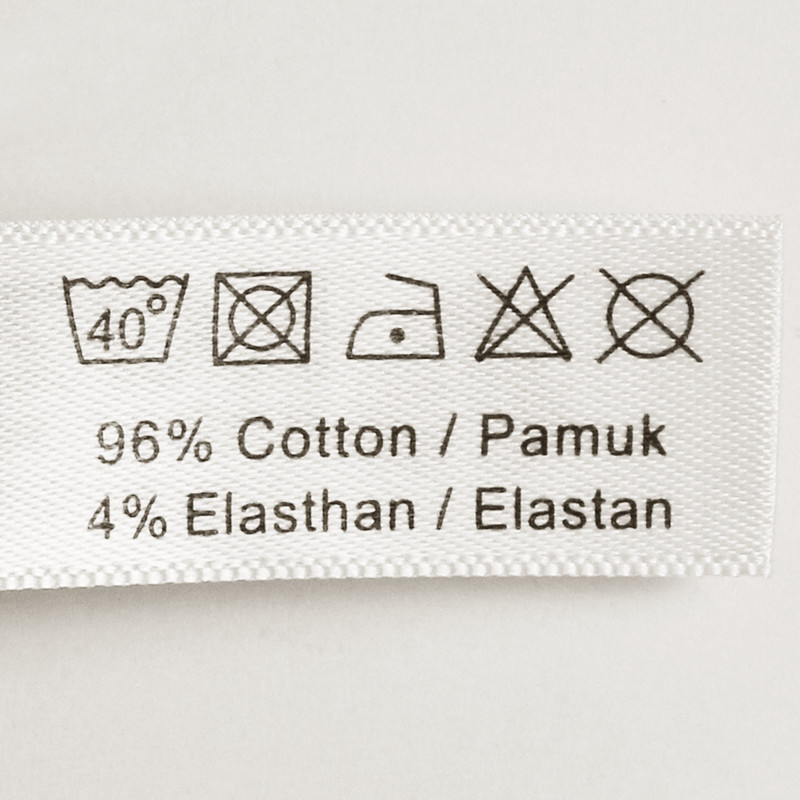 40°
96% Cotton / Pamuk
4% Elasthan / Elastan